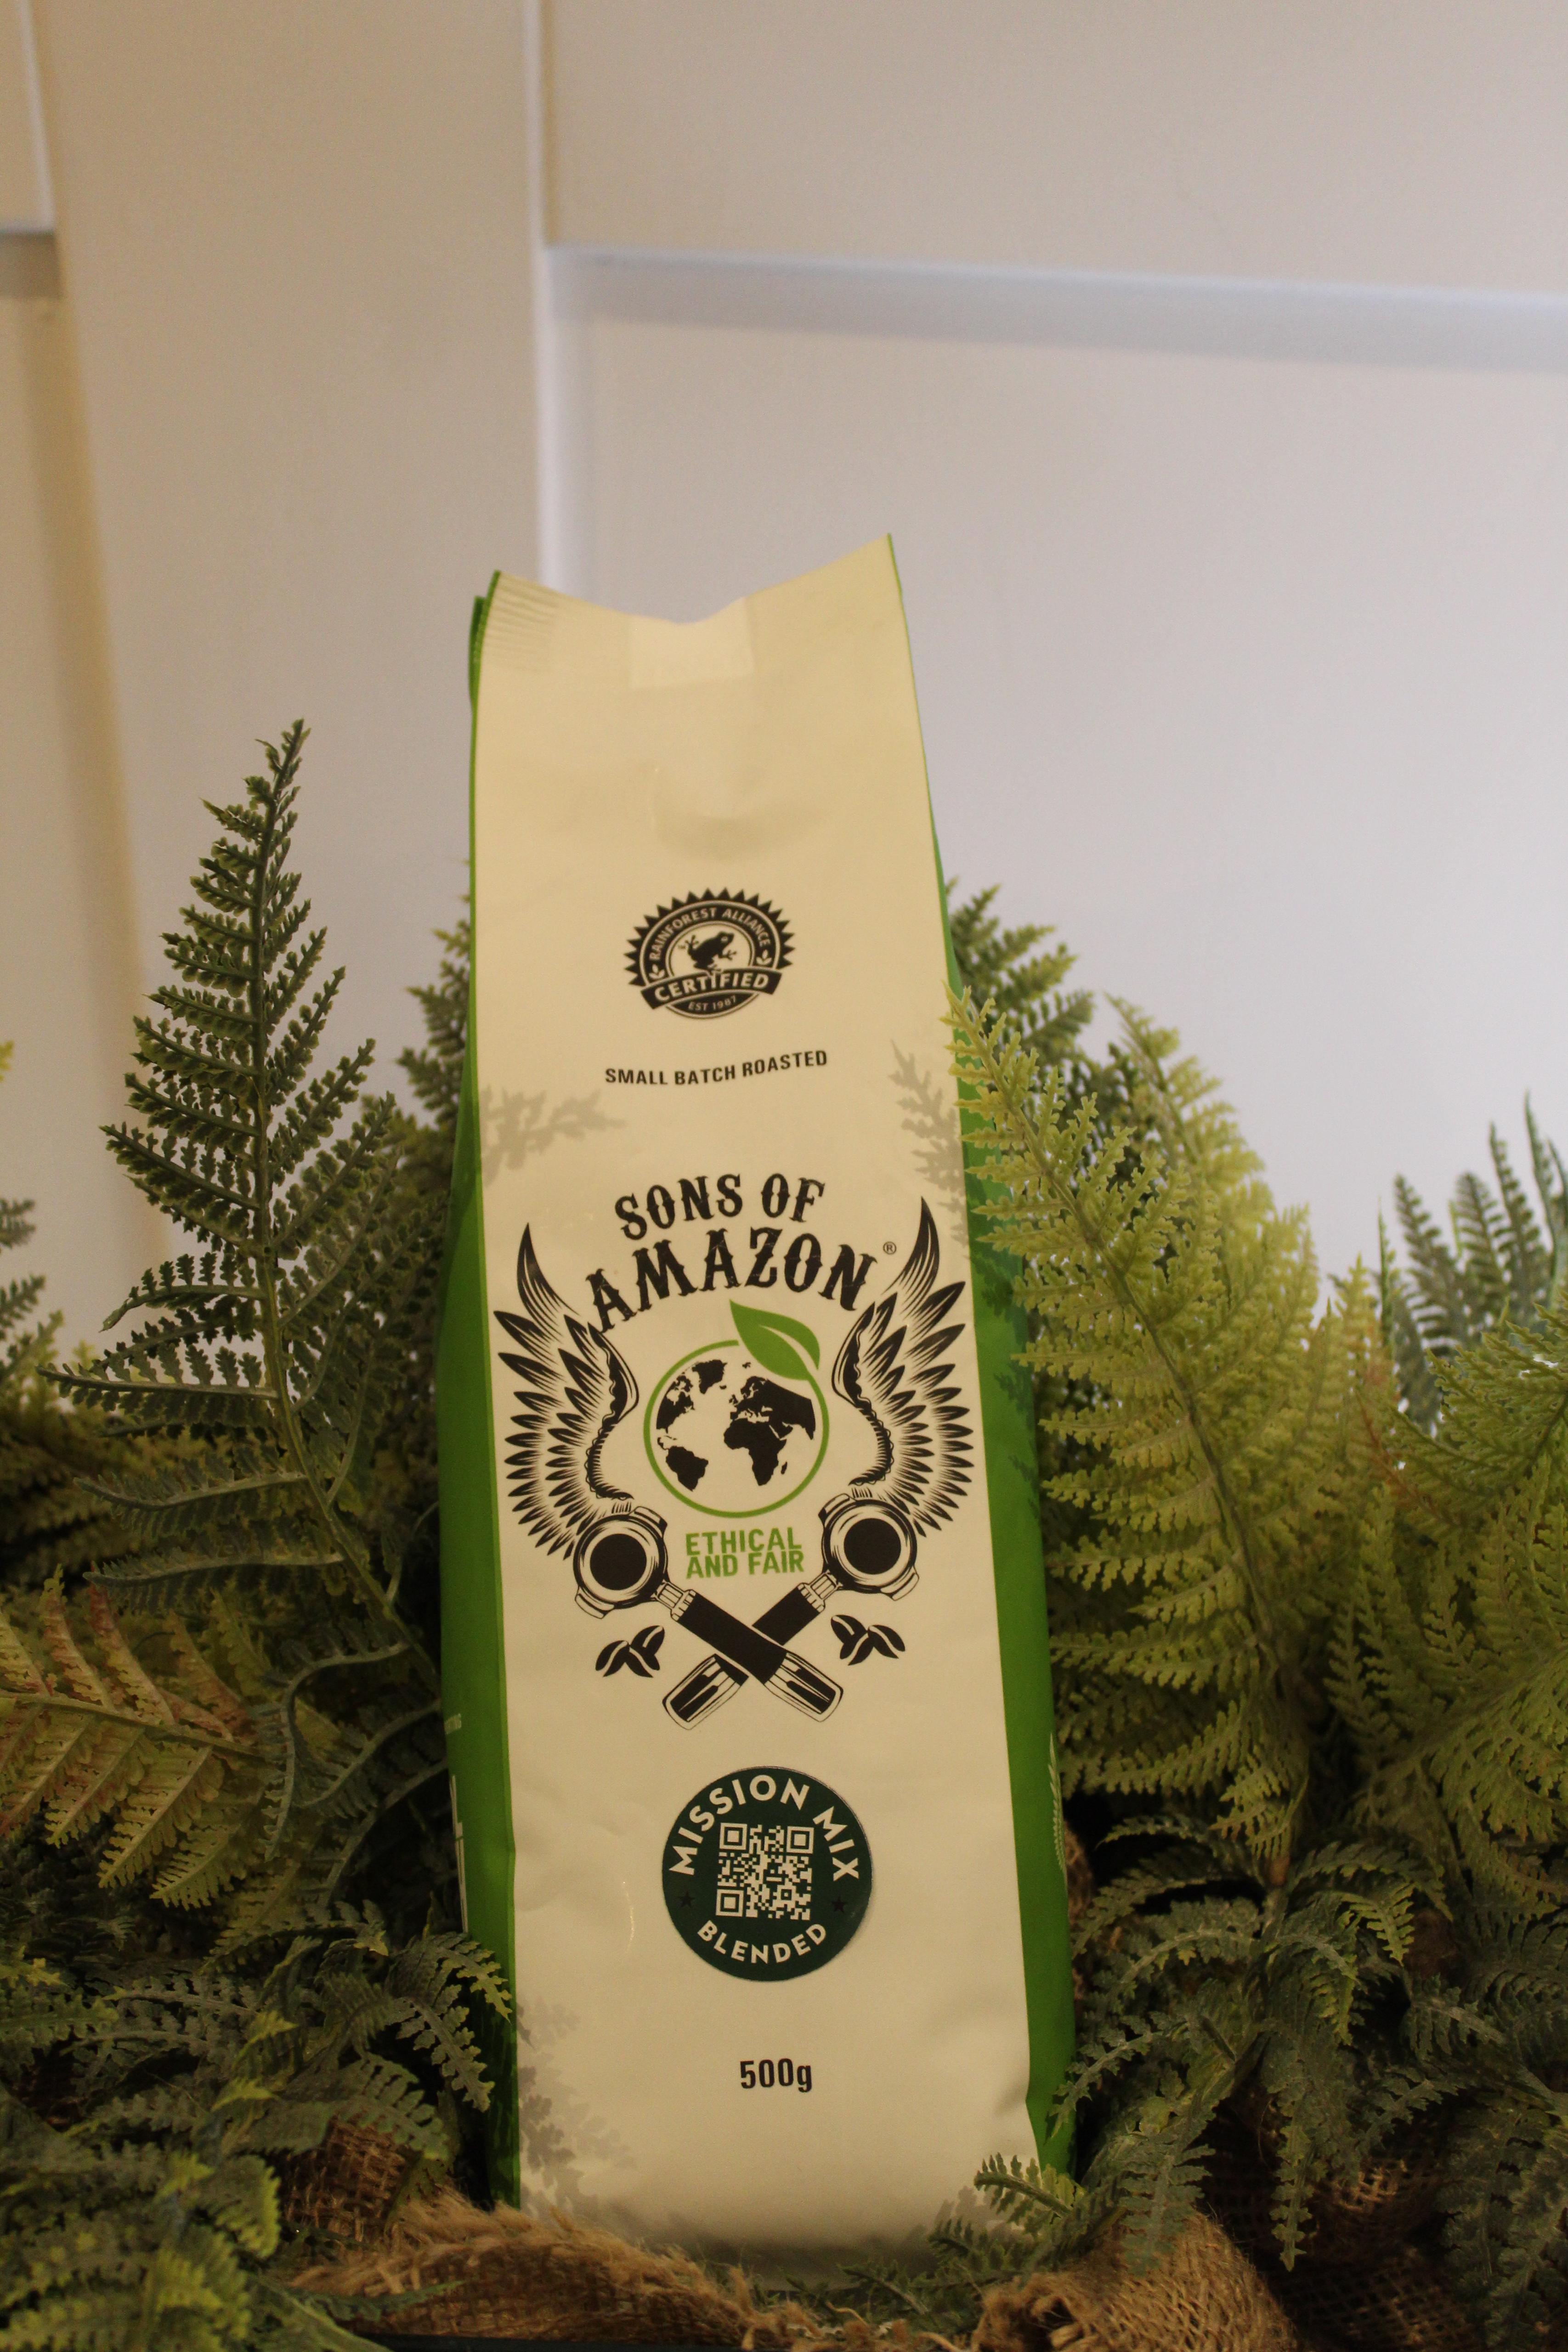 RAINFOREST ALLIANCE
CERTIFIED
EST. 1987
SMALL BATCH ROASTED
SONS OF
AMAZON®
ETHICAL
AND FAIR
MISSION MIX
BLENDED
500g